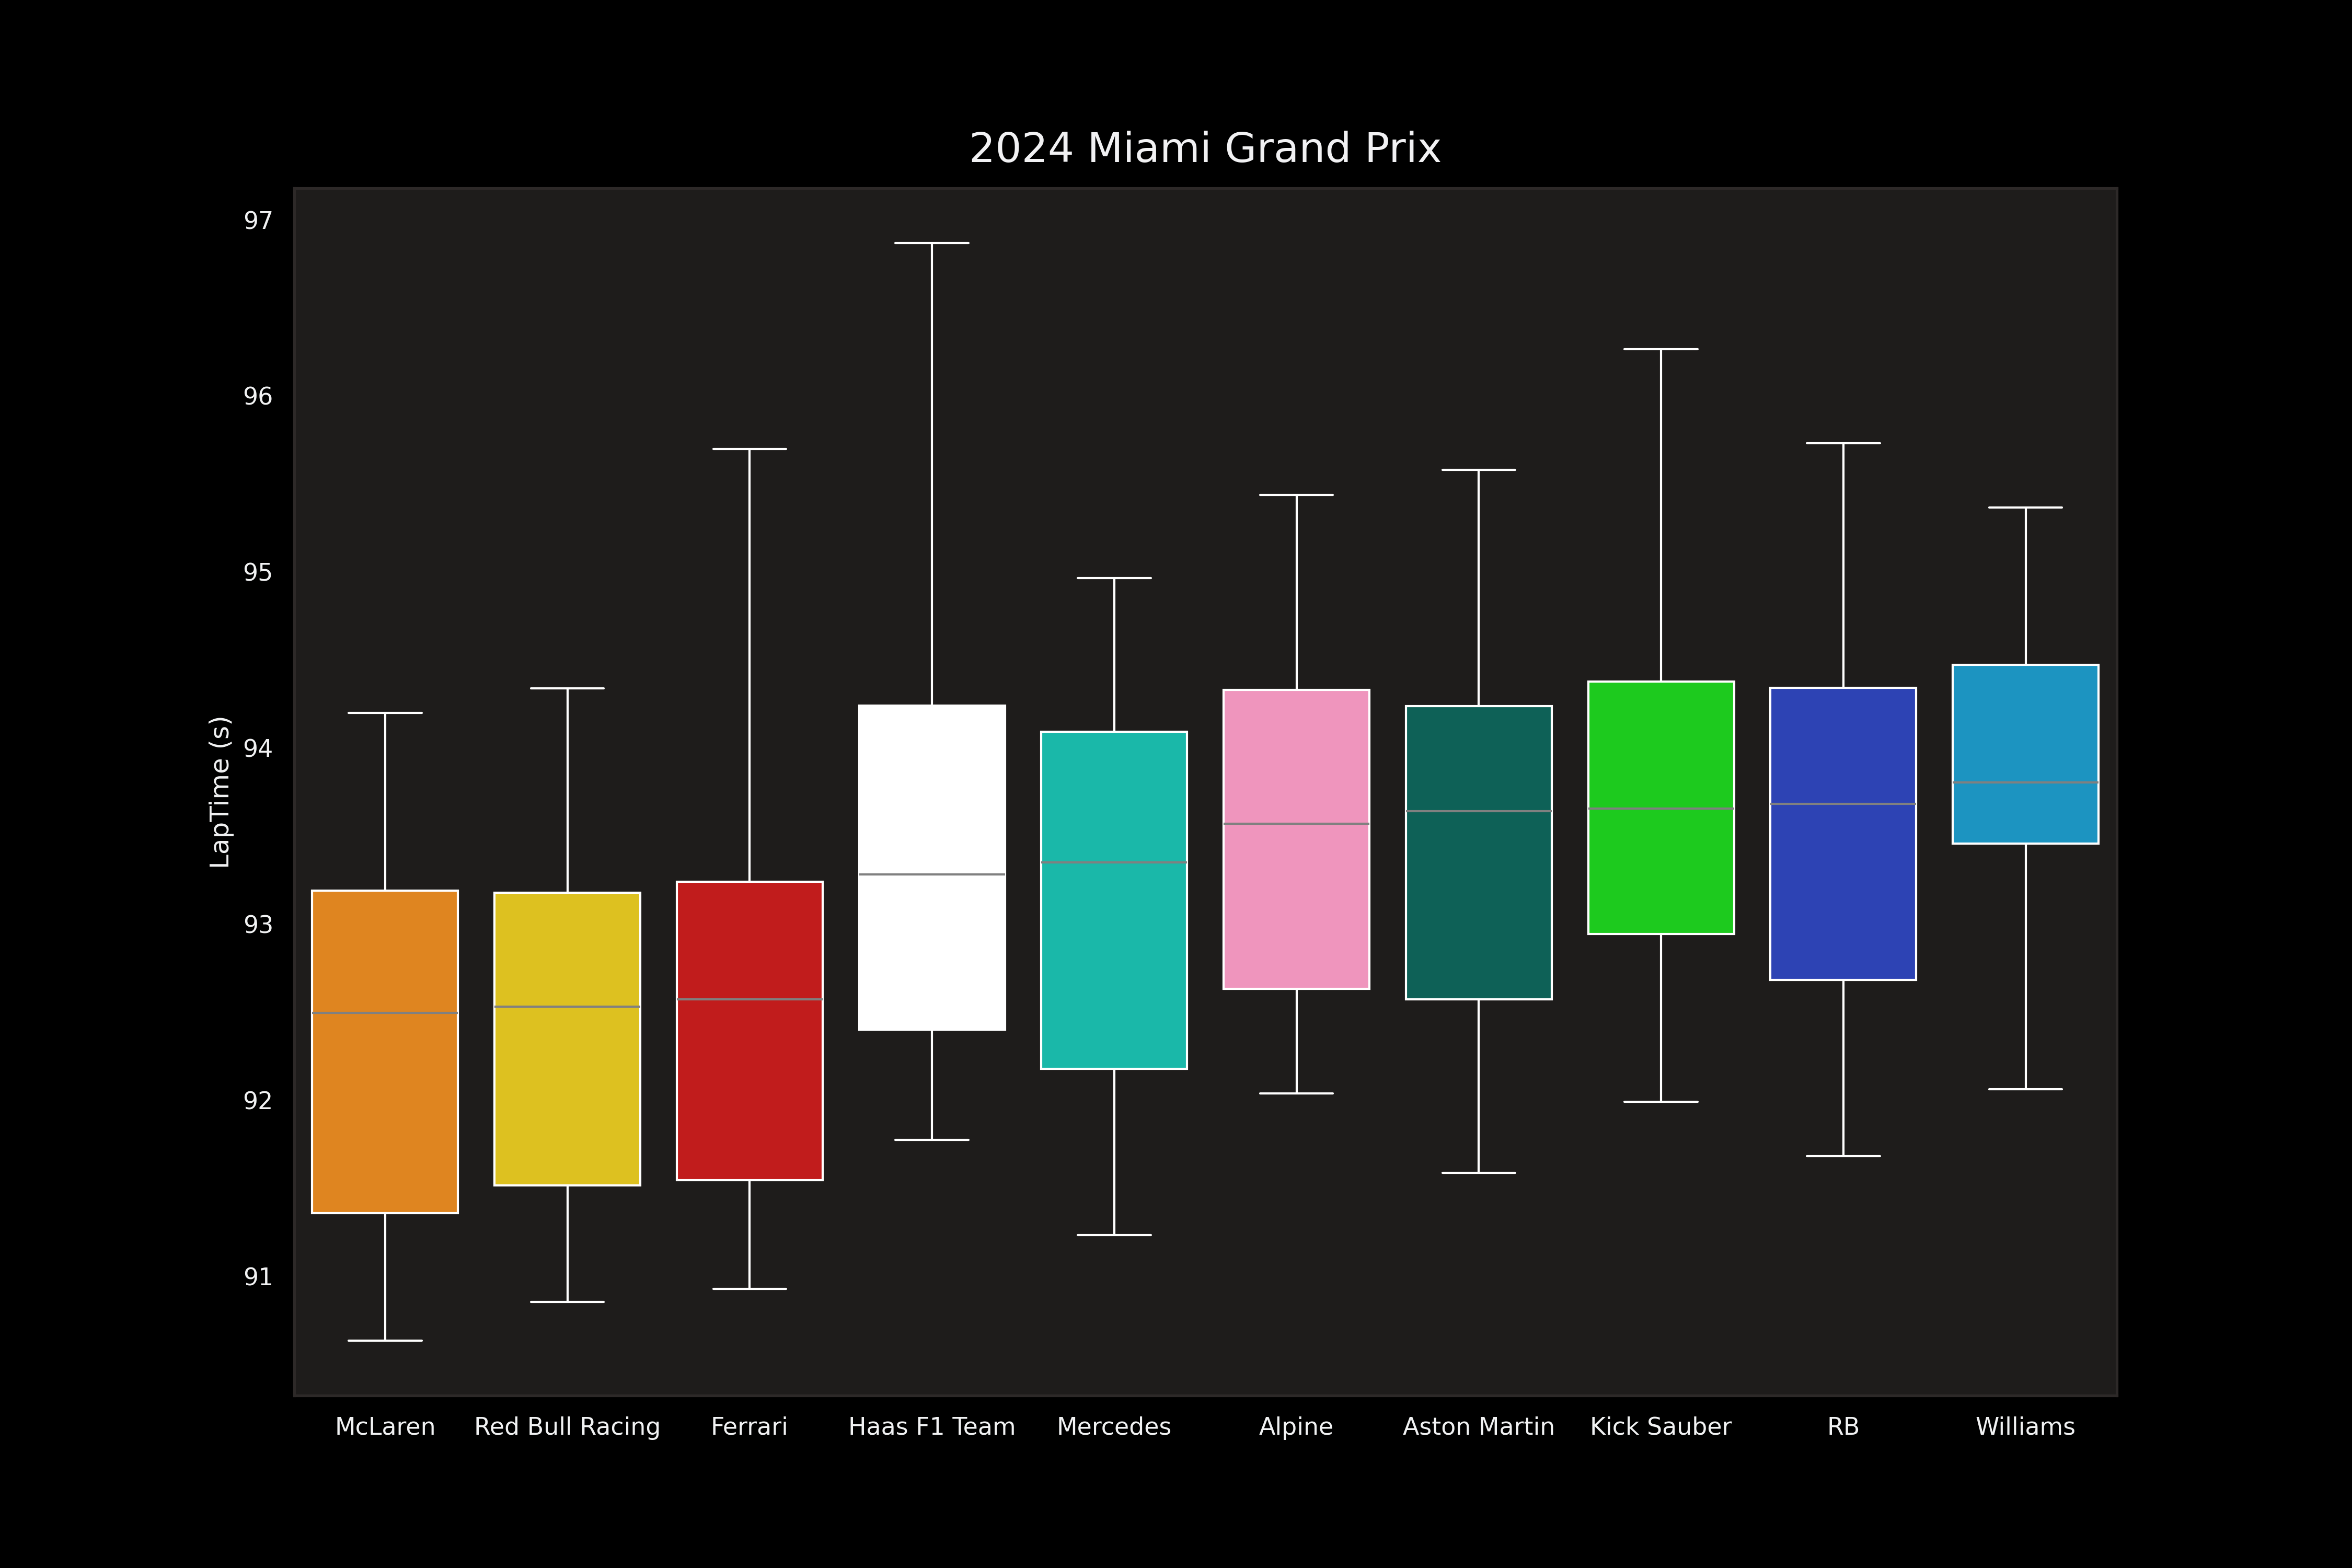 2024 Miami Grand Prix
97
96
95
94
93
92
91
LapTime (s)
McLaren Red Bull Racing Ferrari Haas F1 Team Mercedes Alpine Aston Martin Kick Sauber RB Williams